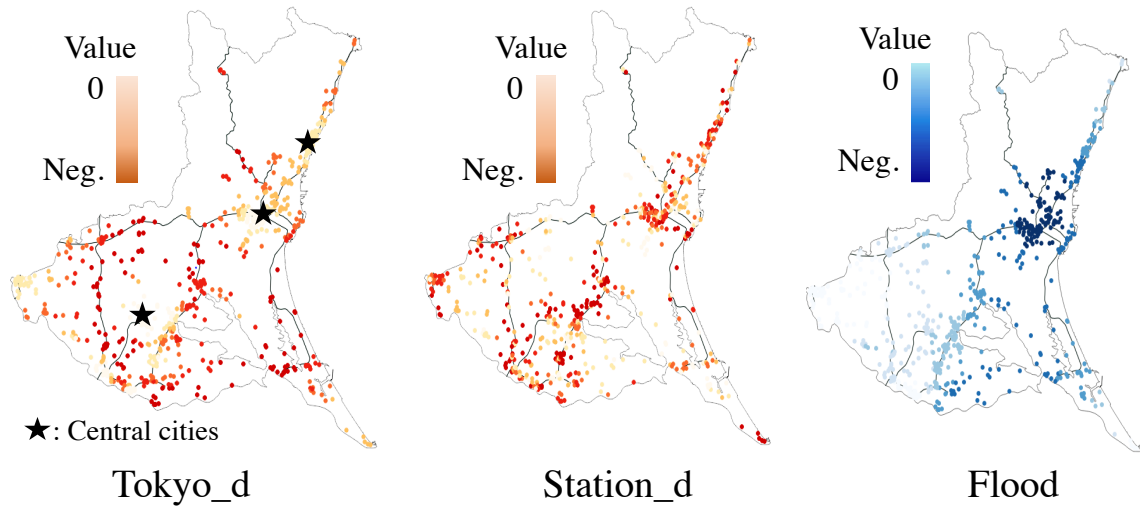 Value
0
Neg.
Value
0
Neg.
Value
0
Neg.
★: Central cities
Tokyo_d
Station_d
Flood